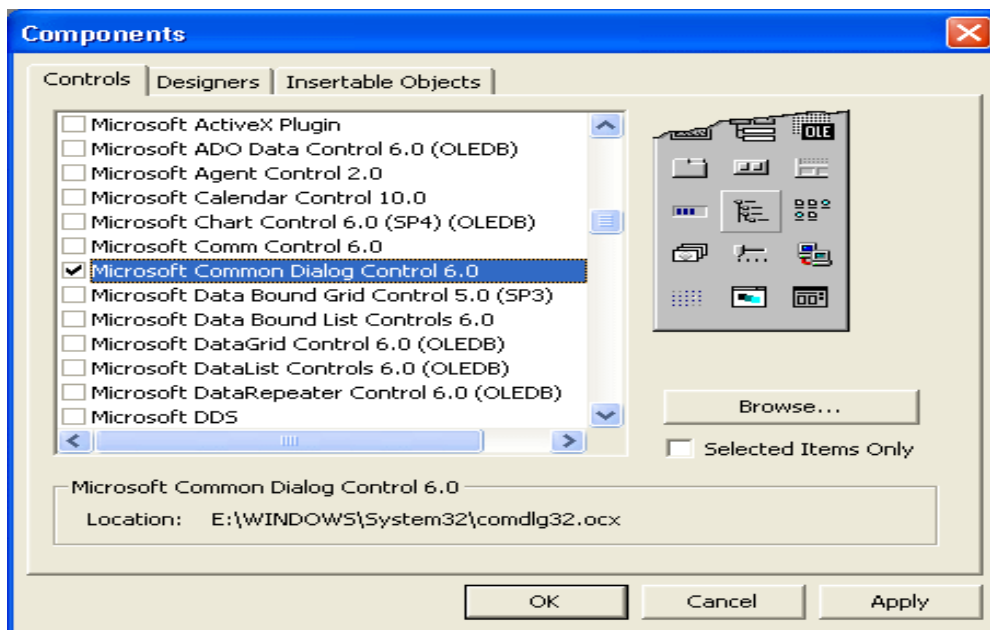 Components
Controls Designers Insertable Objects
Microsoft ActiveX Plugin
Microsoft ADO Data Control 6.0 (OLEDB)
Microsoft Agent Control 2.0
Microsoft Calendar Control 10.0
Microsoft Chart Control 6.0 (SP4) (OLEDB)
Microsoft Comm Control 6.0
Microsoft Common Dialog Control 6.0
Microsoft Data Bound Grid Control 5.0 (SP3)
Microsoft Data Bound List Controls 6.0
Microsoft DataGrid Control 6.0 (OLEDB)
Microsoft DataList Controls 6.0 (OLEDB)
Microsoft DataRepeater Control 6.0 (OLEDB)
Microsoft DDS
OLE
Browse...
Selected Items Only
Microsoft Common Dialog Control 6.0
Location: E:\WINDOWS\System32\comdlg32.ocx
OK Cancel Apply